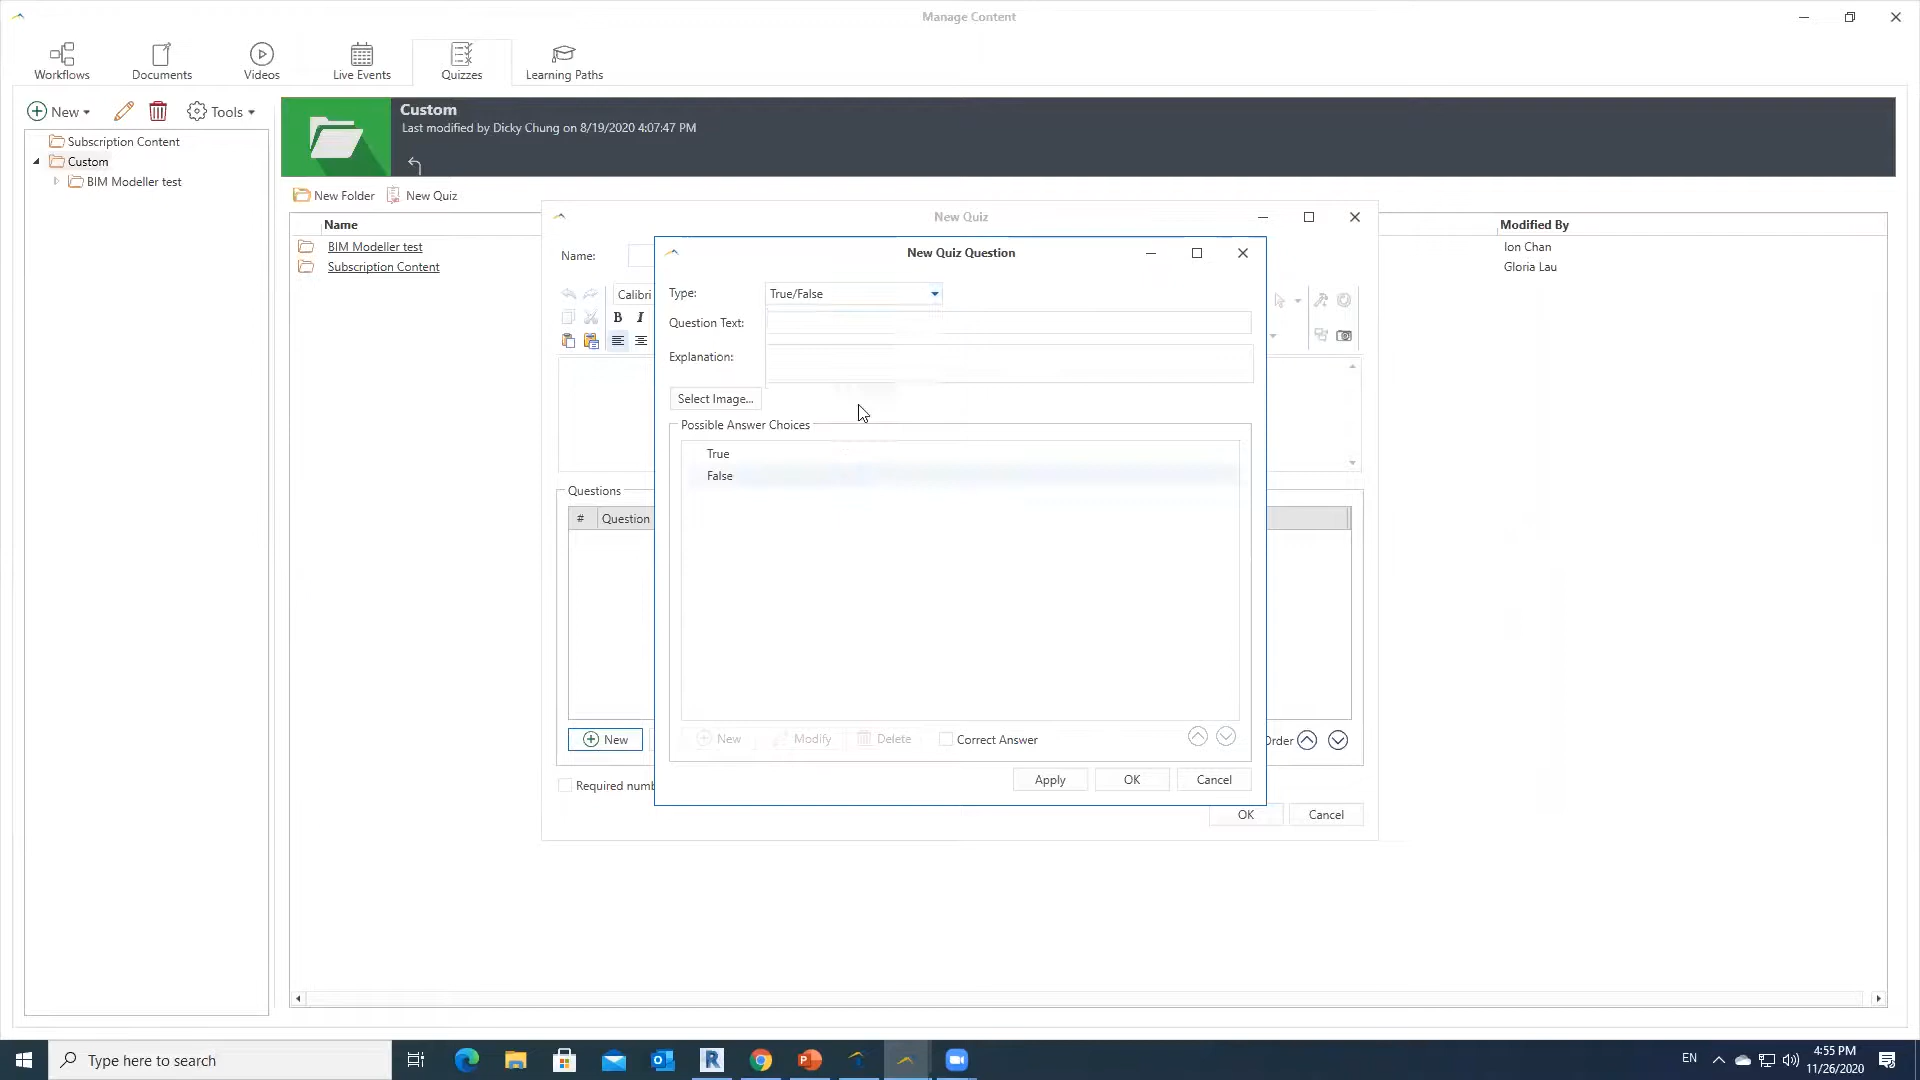 Manage Content
Workflows
Documents
Videos
Live Events
Quizzes
Learning Paths
New
Tools
Subscription Content
Custom
BIM Modeller test
Custom
Last modified by Dicky Chung on 8/19/2020 4:07:47 PM
New Folder
New Quiz
Name
Modified By
BIM Modeller test
Ion Chan
Subscription Content
Gloria Lau
New Quiz
Name:
Calibri
B I
Questions
# Question
New
Order
Required numb
OK
Cancel
New Quiz Question
Type:
True/False
Question Text:
Explanation:
Select Image...
Possible Answer Choices
True
False
New
Modify
Delete
Correct Answer
Apply
OK
Cancel
Type here to search
EN
4:55 PM
11/26/2020